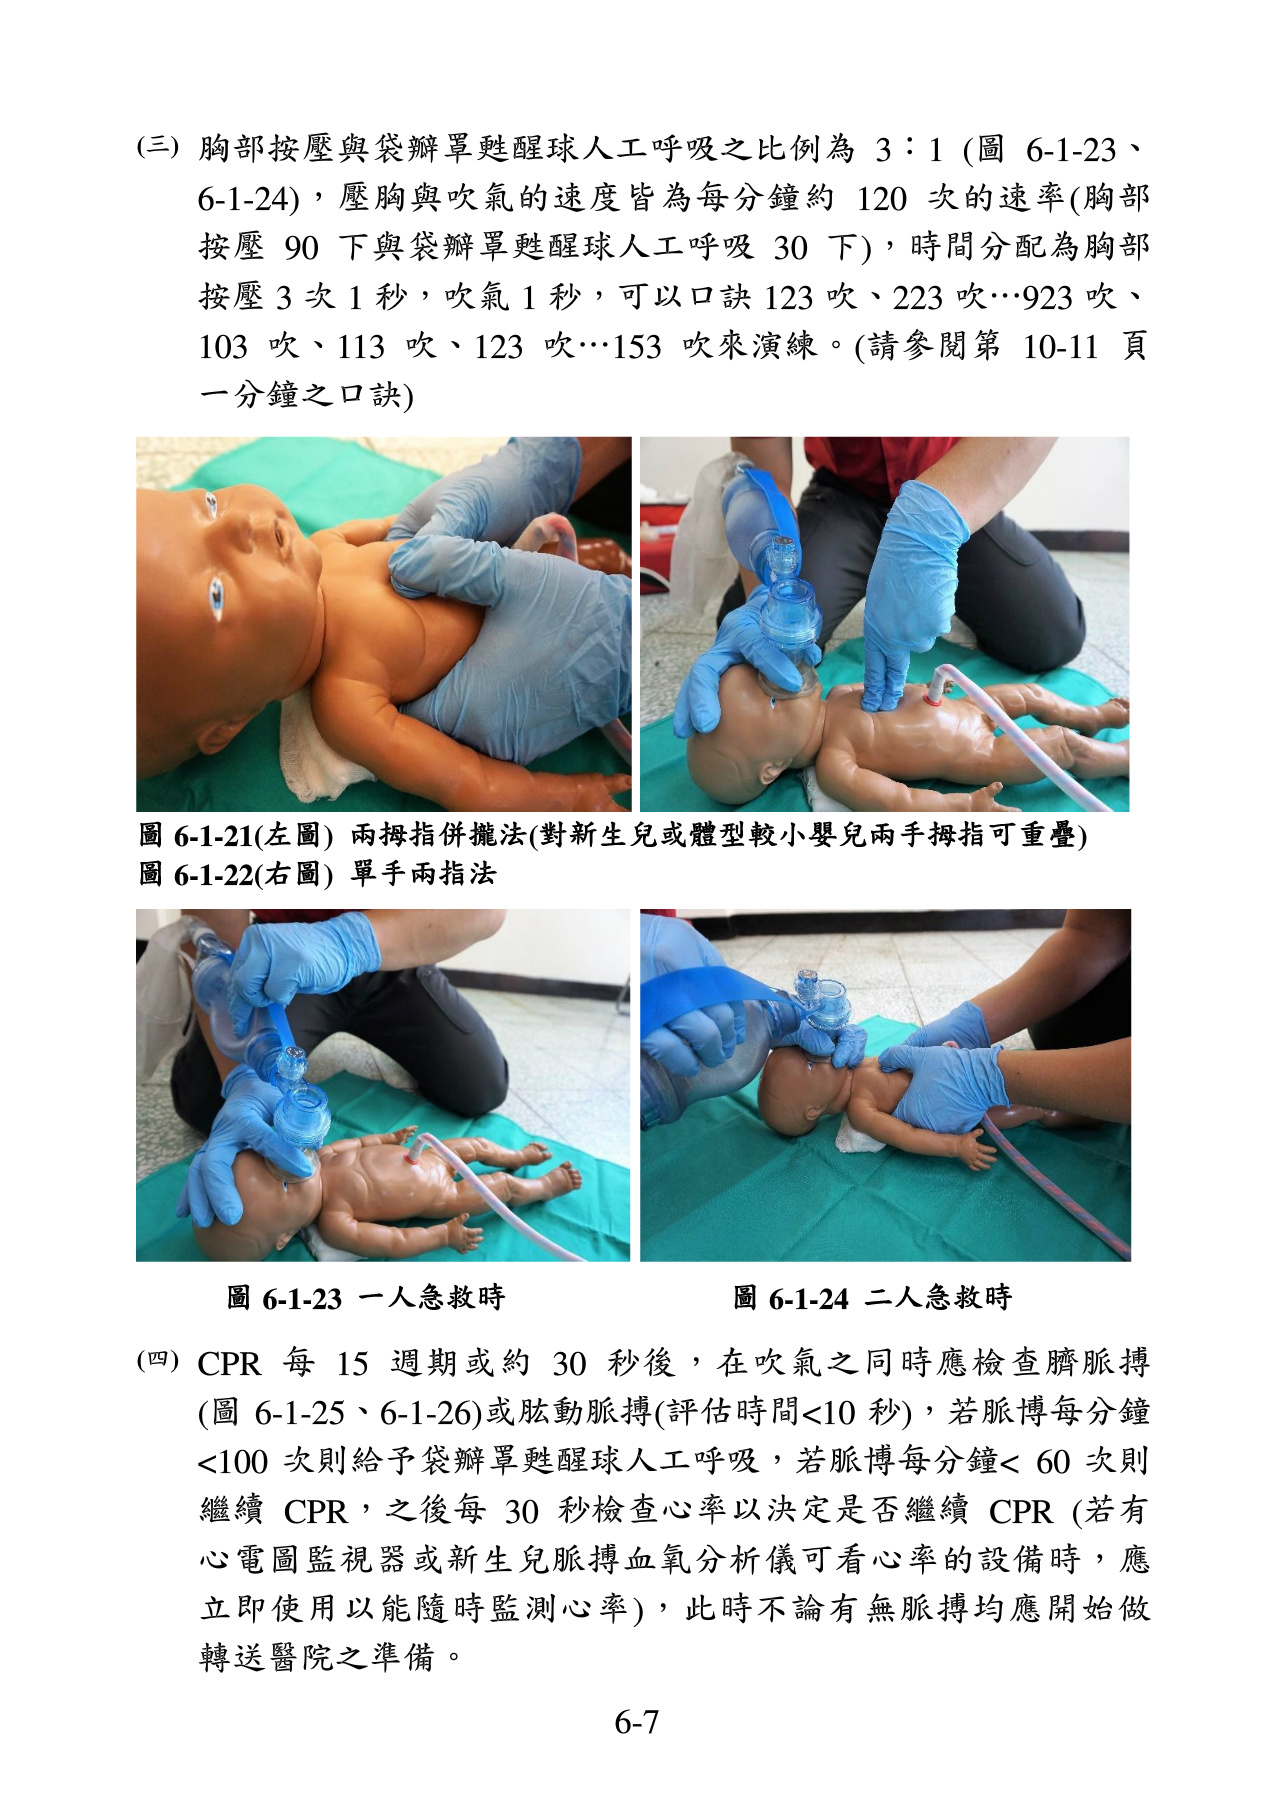 (三) 胸部按壓與袋瓣罩甦醒球人工呼吸之比例為 3：1 (圖 6-1-23、
6-1-24)，壓胸與吹氣的速度皆為每分鐘約 120 次的速率(胸部
按壓 90 下與袋瓣罩甦醒球人工呼吸 30 下)，時間分配為胸部
按壓 3 次 1 秒，吹氣 1 秒，可以口訣 123 吹、223 吹…923 吹、
103 吹、113 吹、123 吹…153 吹來演練。(請參閱第 10-11 頁
一分鐘之口訣)
圖 6-1-21(左圖) 兩拇指併攏法(對新生兒或體型較小嬰兒兩手拇指可重疊)
圖 6-1-22(右圖) 單手兩指法
圖 6-1-23 一人急救時
圖 6-1-24 二人急救時
(四) CPR 每 15 週期或約 30 秒後，在吹氣之同時應檢查臍脈搏
(圖 6-1-25、6-1-26)或肱動脈搏(評估時間<10 秒)，若脈博每分鐘
<100 次則給予袋瓣罩甦醒球人工呼吸，若脈博每分鐘< 60 次則
繼續 CPR，之後每 30 秒檢查心率以決定是否繼續 CPR (若有
心電圖監視器或新生兒脈搏血氧分析儀可看心率的設備時，應
立即使用以能隨時監測心率)，此時不論有無脈搏均應開始做
轉送醫院之準備。
6-7